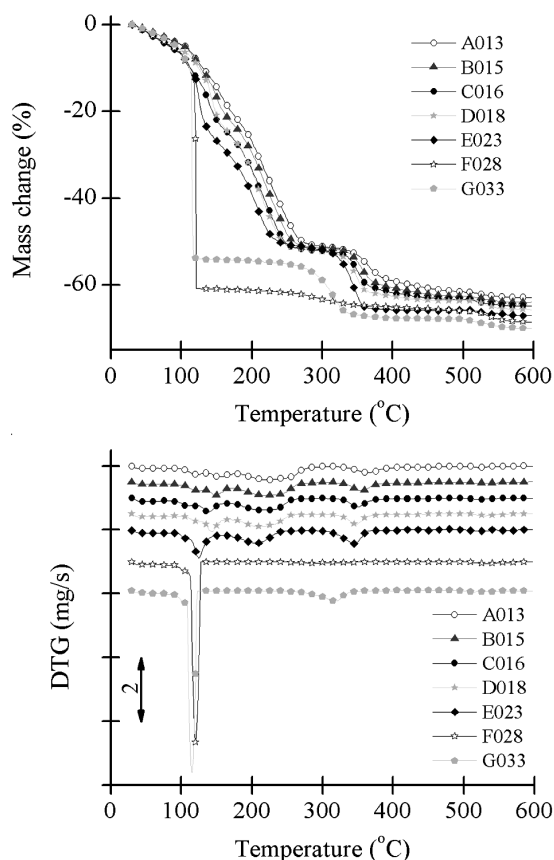 0
-20
-40
-60
Mass change (%)
A013
B015
C016
D018
E023
F028
G033
0 100 200 300 400 500 600
Temperature (°C)
DTG (mg/s)
2
A013
B015
C016
D018
E023
F028
G033
0 100 200 300 400 500 600
Temperature (°C)